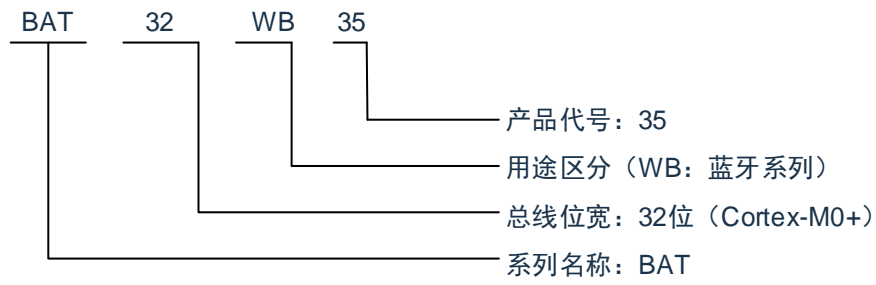 BAT 32 WB 35
产品代号：35
用途区分（WB：蓝牙系列）
总线位宽：32位（Cortex-M0+）
系列名称：BAT